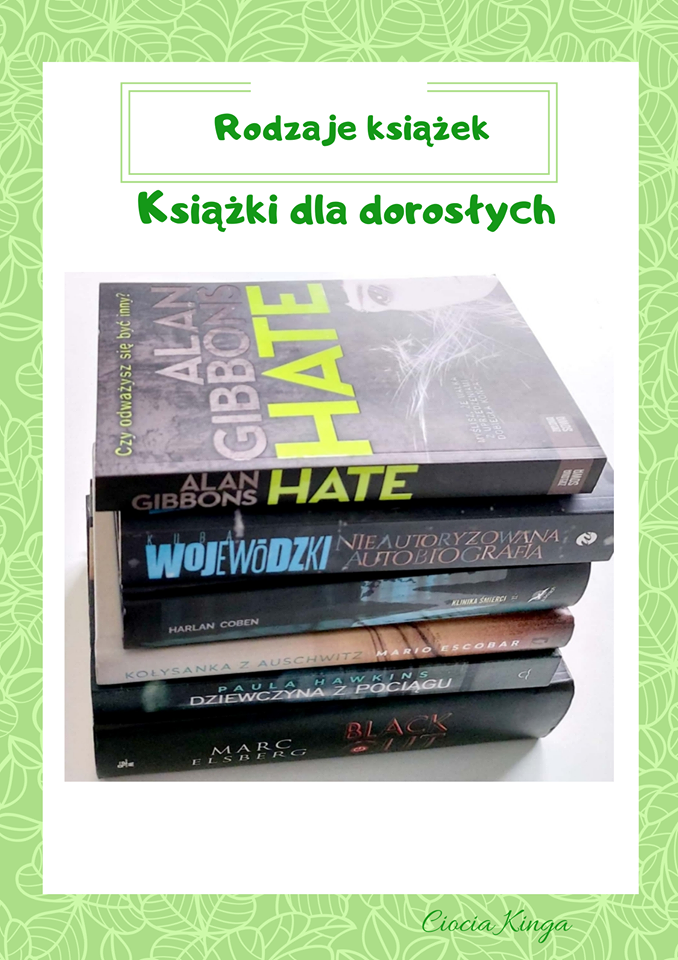 Rodzaje książek
Książki dla dorosłych
Czy odważysz się być inny?
ALAN
GIBBONS
HATE
ALAN
GIBBONS
HATE
KUBA
WOJEWÓDZKI
NIEAUTORYZOWANA
AUTOBIOGRAFIA
HARLAN COBEN
KLINIKA ŚMIERCI
KOŁYSANKA Z AUSCHWITZ MARIO ESCOBAR
PAULA HAWKINS
DZIEWCZYNA Z POCIĄGU
MARC
ELSBERG
BLACK
OUT
Ciocia Kinga